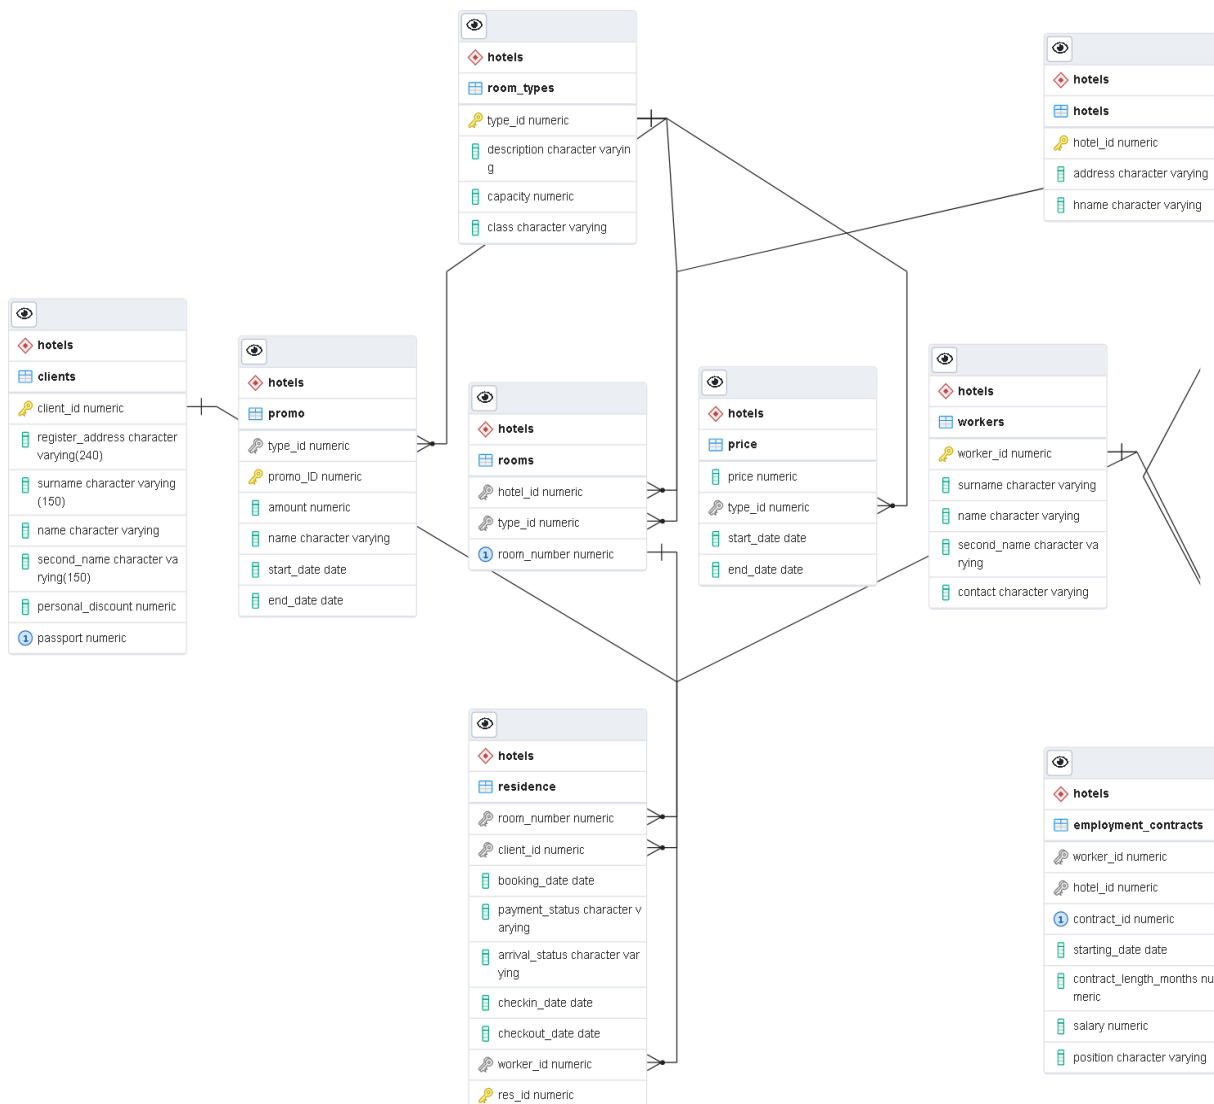 hotels
room_types
type_id numeric
description character varyin
g
capacity numeric
class character varying
hotels
hotels
hotel_id numeric
address character varying
hname character varying
hotels
clients
client_id numeric
register_address character
varying(240)
surname character varying
(150)
name character varying
second_name character va
rying(150)
personal_discount numeric
1 passport numeric
hotels
promo
type_id numeric
promo_ID numeric
amount numeric
name character varying
start_date date
end_date date
hotels
rooms
hotel_id numeric
type_id numeric
1 room_number numeric
hotels
price
price numeric
type_id numeric
start_date date
end_date date
hotels
workers
worker_id numeric
surname character varying
name character varying
second_name character va
rying
contact character varying
hotels
residence
room_number numeric
client_id numeric
booking_date date
payment_status character v
arying
arrival_status character var
ying
checkin_date date
checkout_date date
worker_id numeric
res_id numeric
hotels
employment_contracts
worker_id numeric
hotel_id numeric
1 contract_id numeric
starting_date date
contract_length_months nu
meric
salary numeric
position character varying